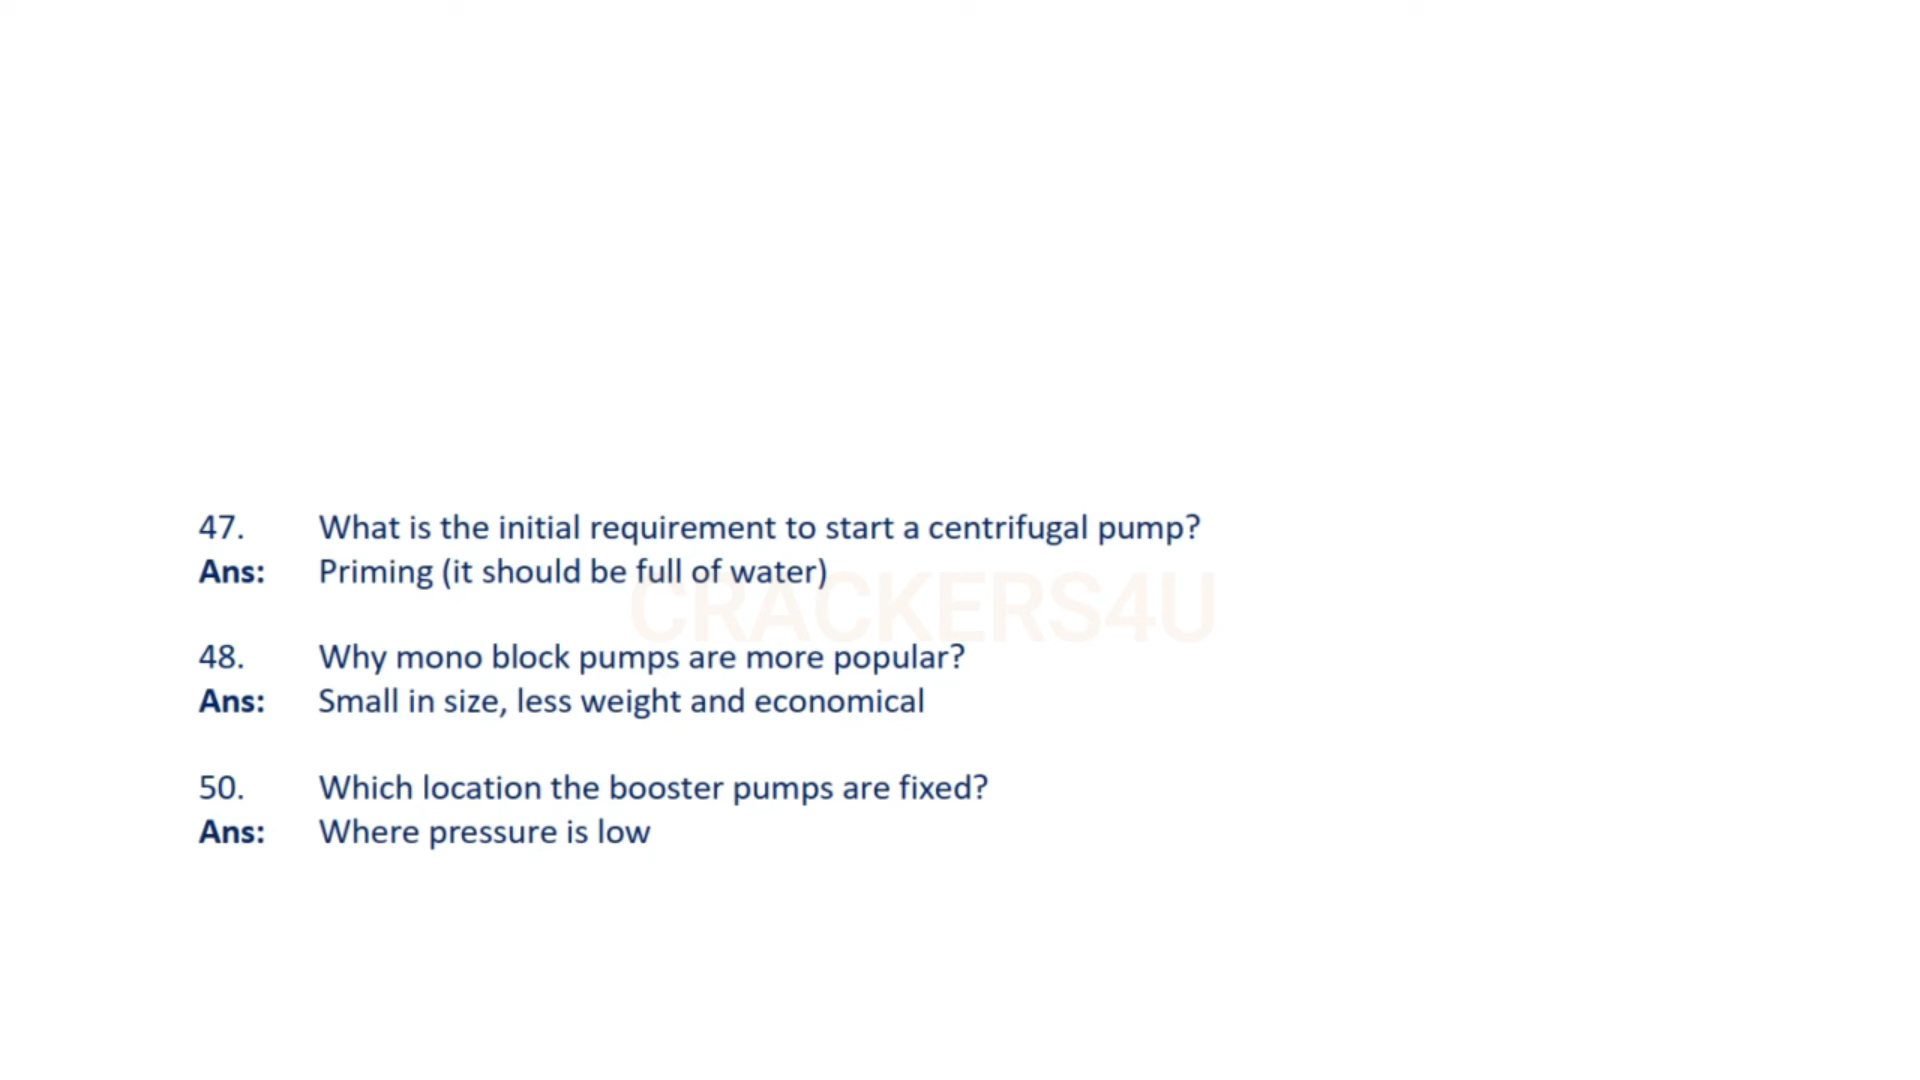 47. What is the initial requirement to start a centrifugal pump?
Ans: Priming (it should be full of water)
CRACKERS4U
48. Why mono block pumps are more popular?
Ans: Small in size, less weight and economical
50. Which location the booster pumps are fixed?
Ans: Where pressure is low